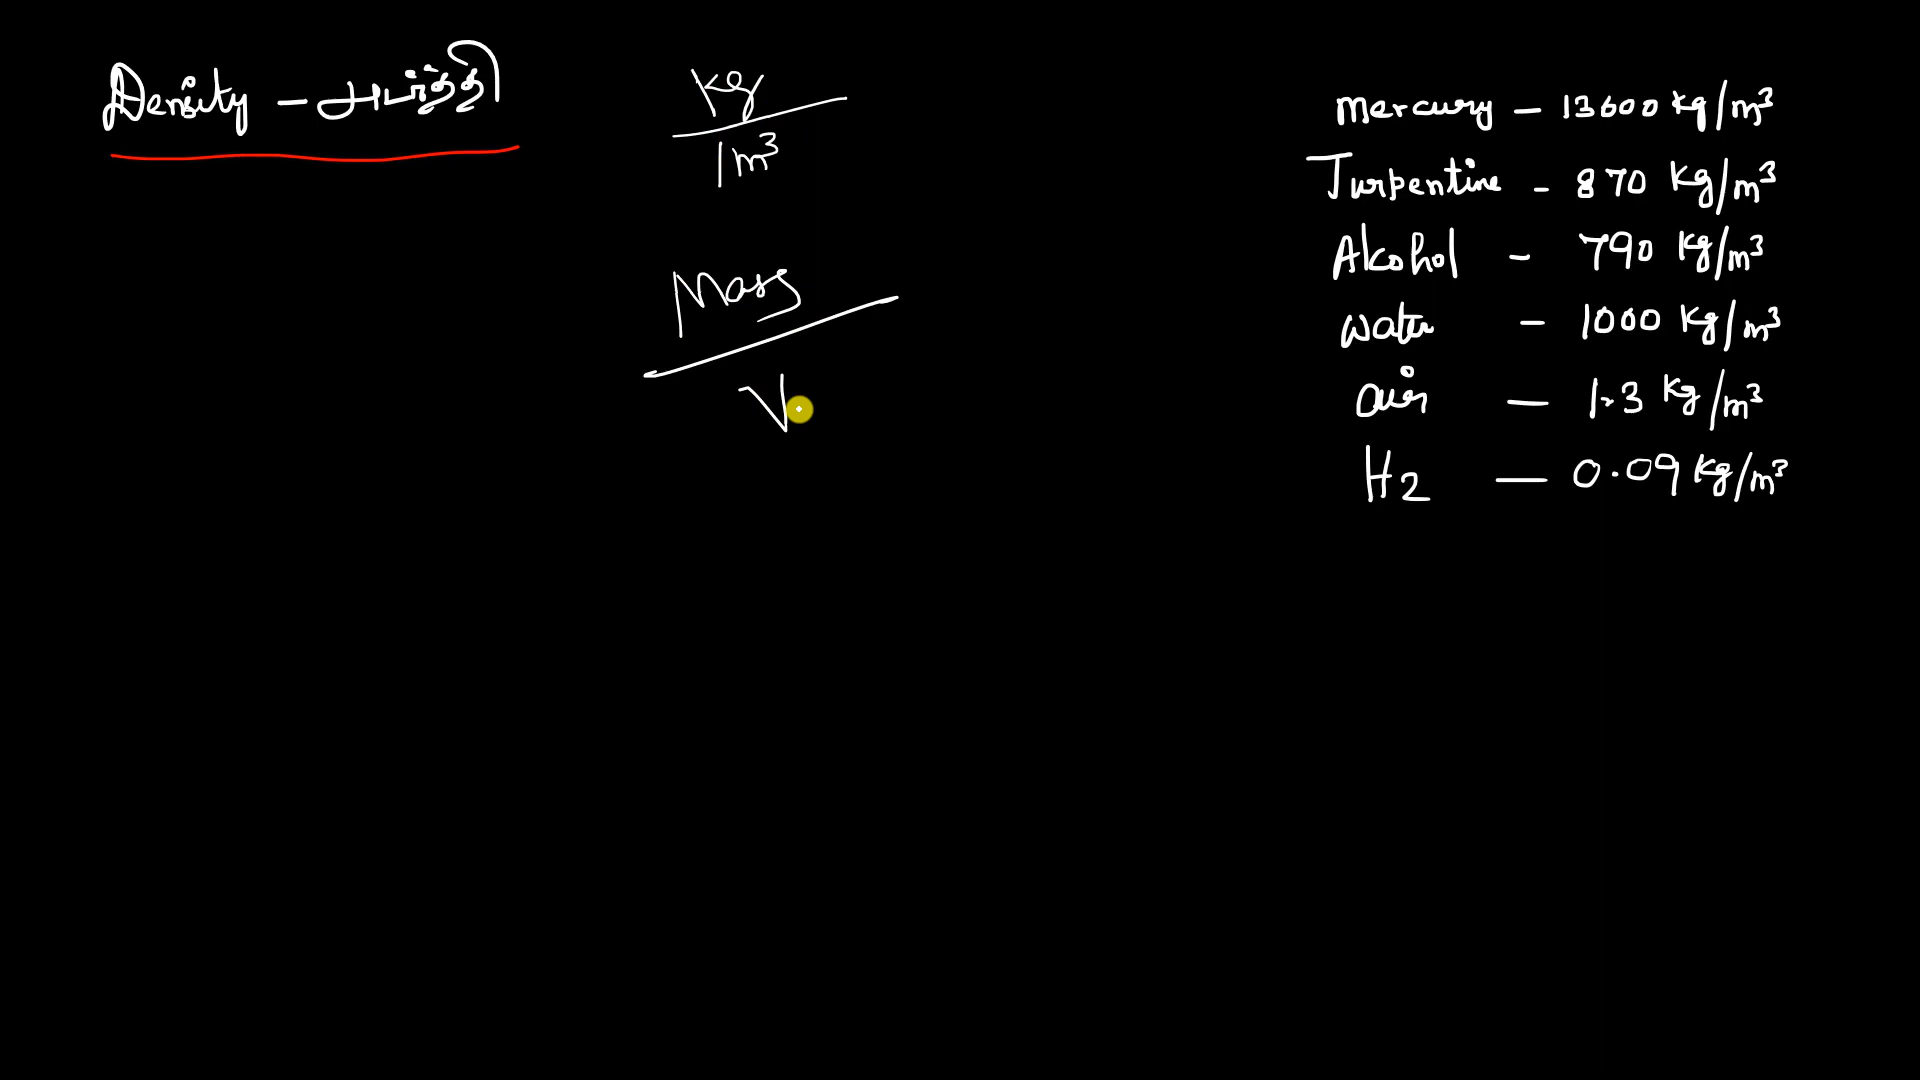 Density - அடர்த்தி
Kg
1m³
Mass
V
Mercury - 13600 kg/m³
Turpentine - 870 Kg/m³
Alcohol - 790 kg/m³
water - 1000 kg/m³
air - 1.3 kg/m³
H2 - 0.09 kg/m³